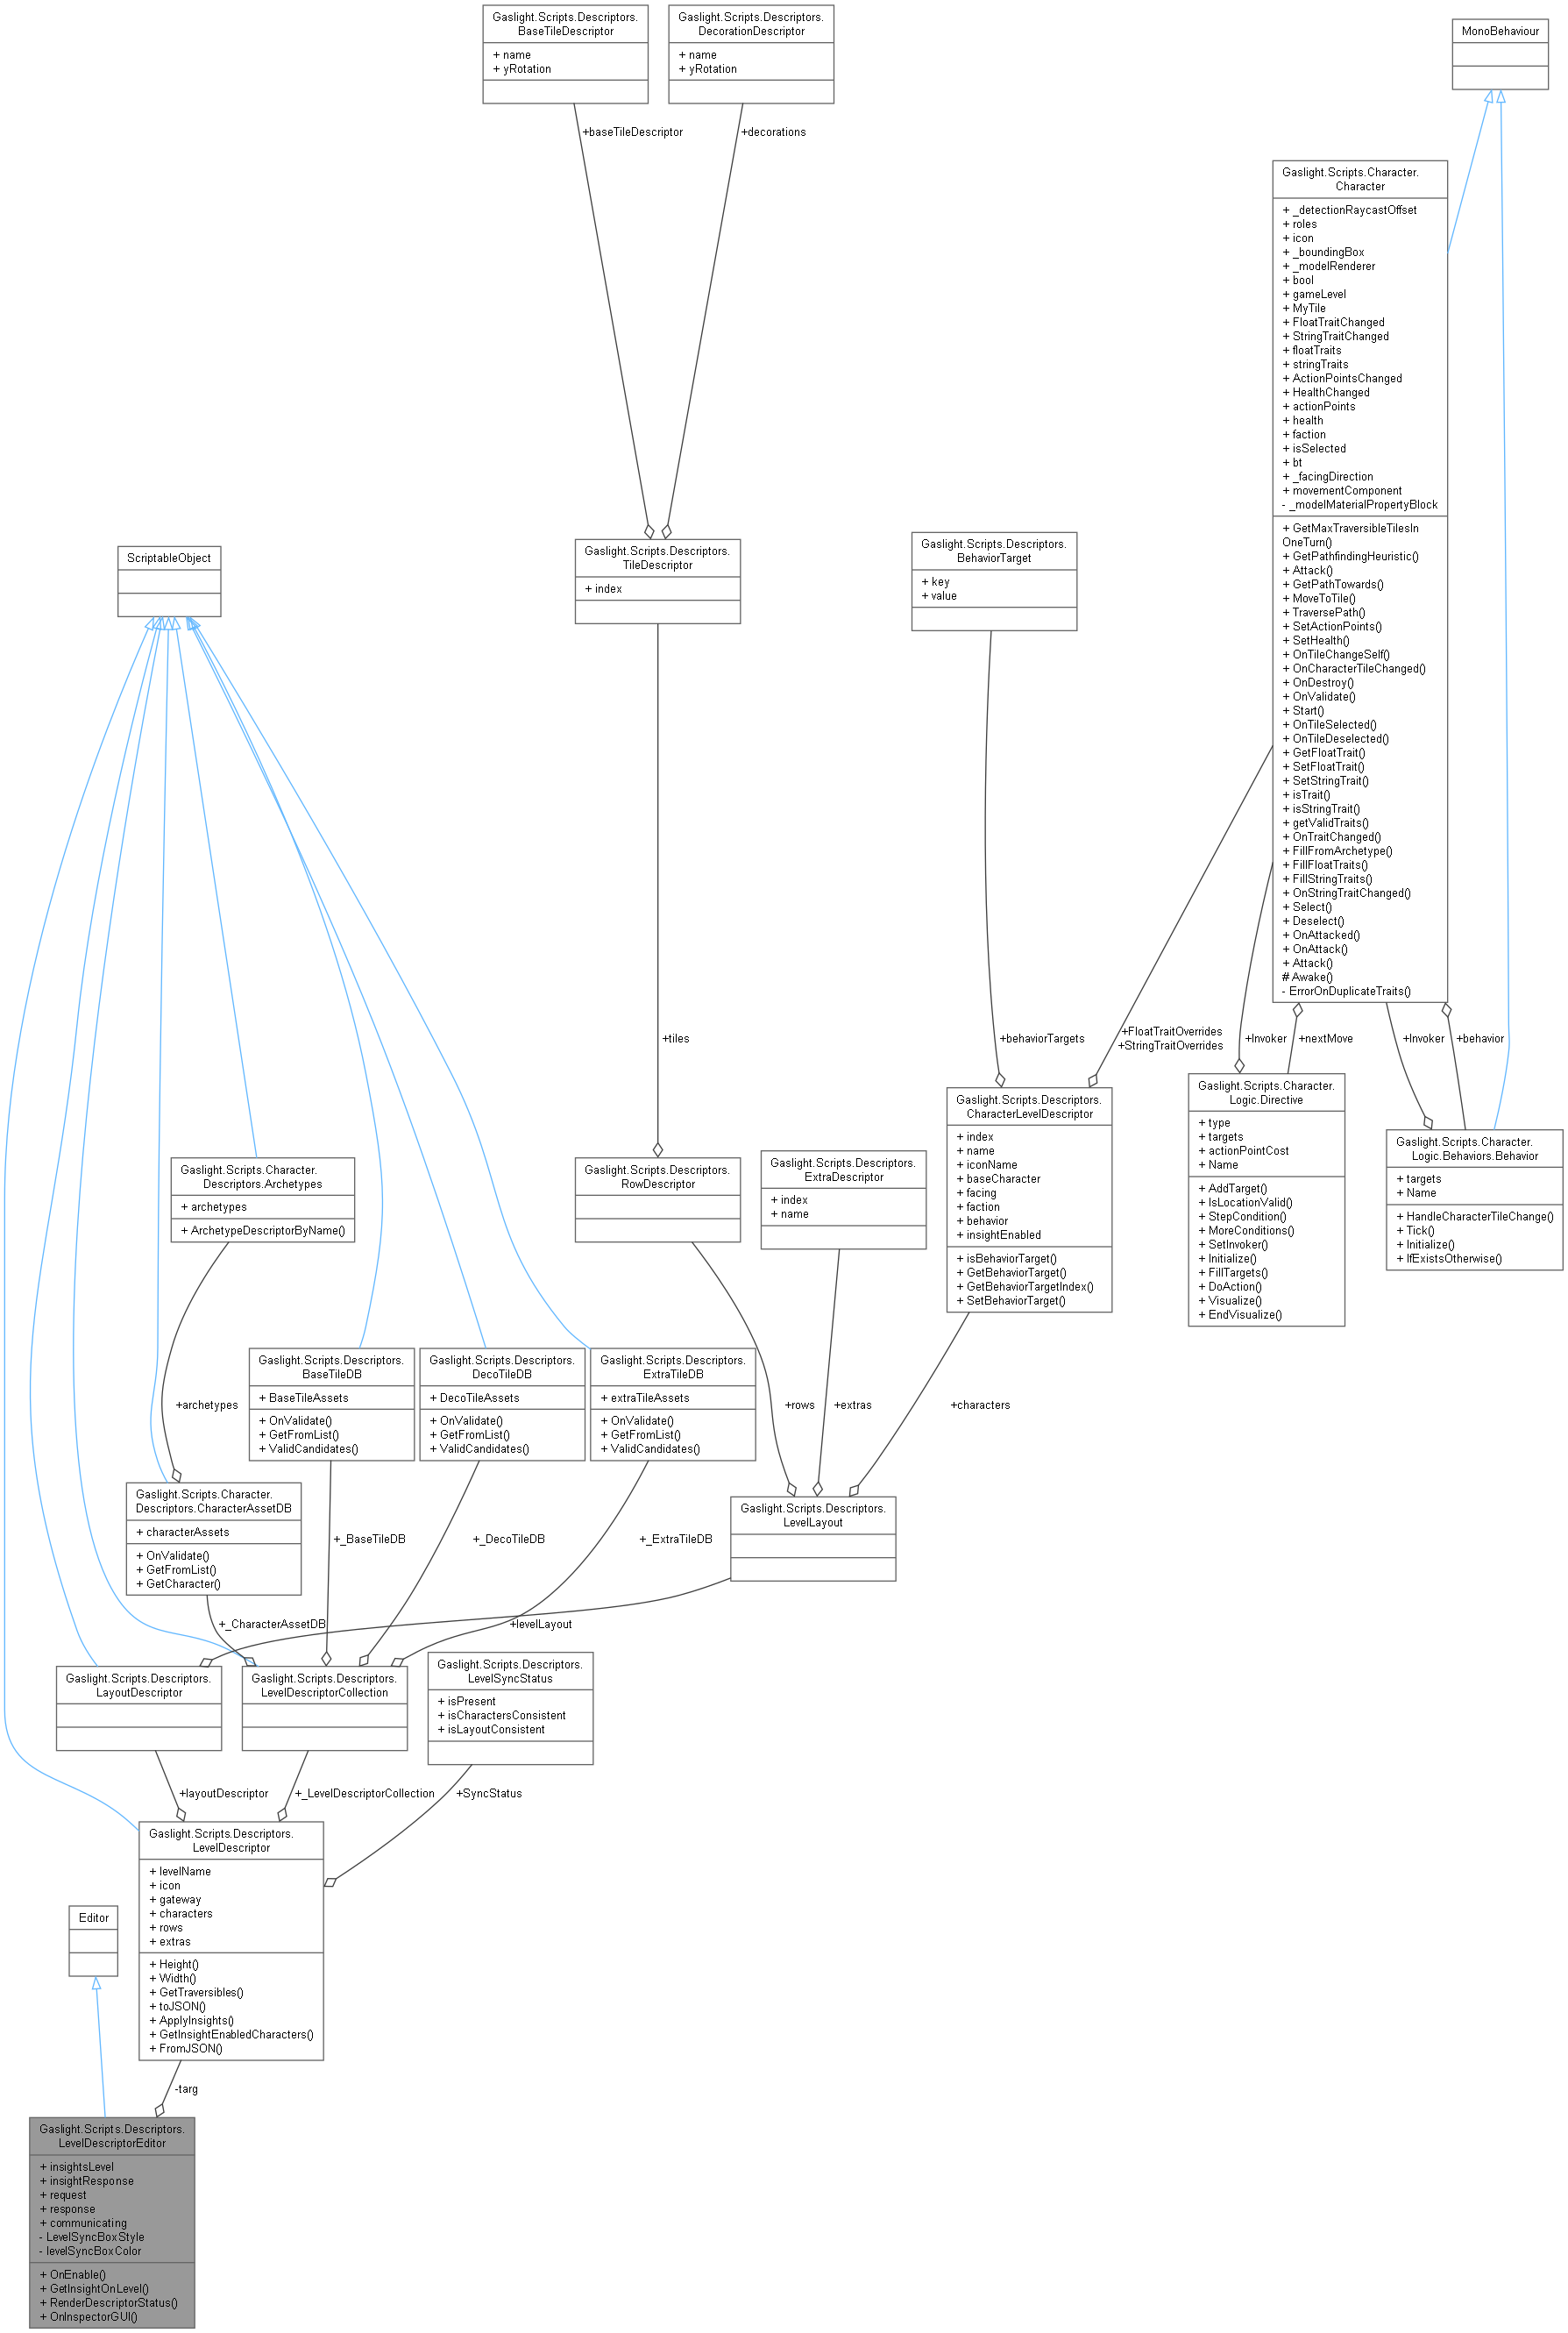 Gaslight.Scripts.Descriptors.
BaseTileDescriptor
+ name
+ yRotation
Gaslight.Scripts.Descriptors.
DecorationDescriptor
+ name
+ yRotation
MonoBehaviour
+baseTileDescriptor
+decorations
Gaslight.Scripts.Character.
Character
+ _detectionRaycastOffset
+ roles
+ icon
+ _boundingBox
+ _modelRenderer
+ bool
+ gameLevel
+ MyTile
+ FloatTraitChanged
+ StringTraitChanged
+ floatTraits
+ stringTraits
+ ActionPointsChanged
+ HealthChanged
+ actionPoints
+ health
+ faction
+ isSelected
+ bt
+ _facingDirection
+ movementComponent
- _modelMaterialPropertyBlock
+ GetMaxTraversibleTilesIn
OneTurn()
+ GetPathfindingHeuristic()
+ Attack()
+ GetPathTowards()
+ MoveToTile()
+ TraversePath()
+ SetActionPoints()
+ SetHealth()
+ OnTileChangeSelf()
+ OnCharacterTileChanged()
+ OnDestroy()
+ OnValidate()
+ Start()
+ OnTileSelected()
+ OnTileDeselected()
+ GetFloatTrait()
+ SetFloatTrait()
+ SetStringTrait()
+ isTrait()
+ isStringTrait()
+ getValidTraits()
+ OnTraitChanged()
+ FillFromArchetype()
+ FillFloatTraits()
+ FillStringTraits()
+ OnStringTraitChanged()
+ Select()
+ Deselect()
+ OnAttacked()
+ OnAttack()
+ Attack()
# Awake()
- ErrorOnDuplicateTraits()
ScriptableObject
Gaslight.Scripts.Descriptors.
TileDescriptor
+ index
Gaslight.Scripts.Descriptors.
BehaviorTarget
+ key
+ value
+tiles
+behaviorTargets
+FloatTraitOverrides
+StringTraitOverrides
+Invoker
+nextMove
+Invoker
+behavior
Gaslight.Scripts.Character.
Descriptors.Archetypes
+ archetypes
+ ArchetypeDescriptorByName()
Gaslight.Scripts.Descriptors.
RowDescriptor
Gaslight.Scripts.Descriptors.
ExtraDescriptor
+ index
+ name
Gaslight.Scripts.Descriptors.
CharacterLevelDescriptor
+ index
+ name
+ iconName
+ baseCharacter
+ facing
+ faction
+ behavior
+ insightEnabled
+ isBehaviorTarget()
+ GetBehaviorTarget()
+ GetBehaviorTargetIndex()
+ SetBehaviorTarget()
Gaslight.Scripts.Character.
Logic.Directive
+ type
+ targets
+ actionPointCost
+ Name
+ AddTarget()
+ IsLocationValid()
+ StepCondition()
+ MoreConditions()
+ SetInvoker()
+ Initialize()
+ FillTargets()
+ DoAction()
+ Visualize()
+ EndVisualize()
Gaslight.Scripts.Character.
Logic.Behaviors.Behavior
+ targets
+ Name
+ HandleCharacterTileChange()
+ Tick()
+ Initialize()
+ IfExistsOtherwise()
+archetypes
Gaslight.Scripts.Descriptors.
BaseTileDB
+ BaseTileAssets
+ OnValidate()
+ GetFromList()
+ ValidCandidates()
Gaslight.Scripts.Descriptors.
DecoTileDB
+ DecoTileAssets
+ OnValidate()
+ GetFromList()
+ ValidCandidates()
Gaslight.Scripts.Descriptors.
ExtraTileDB
+ extraTileAssets
+ OnValidate()
+ GetFromList()
+ ValidCandidates()
+rows
+extras
+characters
Gaslight.Scripts.Character.
Descriptors.CharacterAssetDB
+ characterAssets
+ OnValidate()
+ GetFromList()
+ GetCharacter()
+_BaseTileDB
+_DecoTileDB
+_ExtraTileDB
Gaslight.Scripts.Descriptors.
LevelLayout
+_CharacterAssetDB
+levelLayout
Gaslight.Scripts.Descriptors.
LayoutDescriptor
Gaslight.Scripts.Descriptors.
LevelDescriptorCollection
Gaslight.Scripts.Descriptors.
LevelSyncStatus
+ isPresent
+ isCharactersConsistent
+ isLayoutConsistent
+layoutDescriptor
+_LevelDescriptorCollection
+SyncStatus
Gaslight.Scripts.Descriptors.
LevelDescriptor
+ levelName
+ icon
+ gateway
+ characters
+ rows
+ extras
+ Height()
+ Width()
+ GetTraversibles()
+ toJSON()
+ ApplyInsights()
+ GetInsightEnabledCharacters()
+ FromJSON()
Editor
-targ
Gaslight.Scripts.Descriptors.
LevelDescriptorEditor
+ insightsLevel
+ insightResponse
+ request
+ response
+ communicating
- LevelSyncBoxStyle
- levelSyncBoxColor
+ OnEnable()
+ GetInsightOnLevel()
+ RenderDescriptorStatus()
+ OnInspectorGUI()